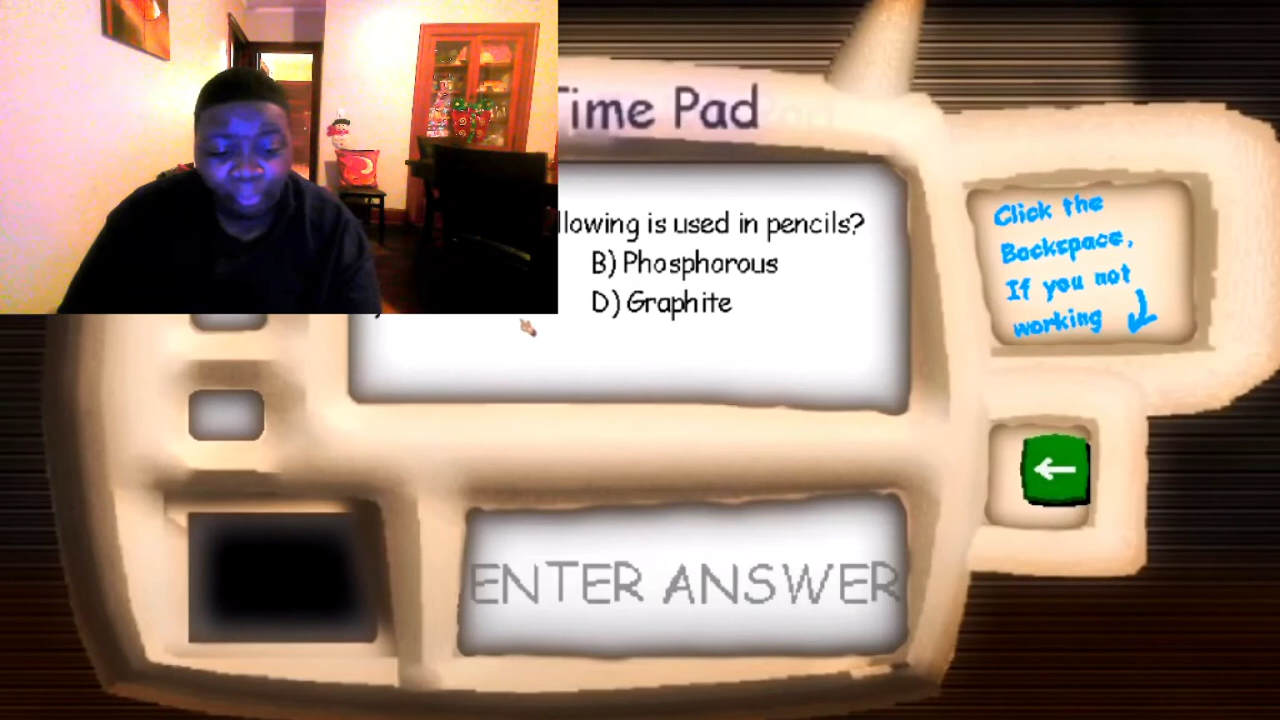 Time Pad
llowing is used in pencils?
B) Phosphorous
D) Graphite
Click the
Backspace,
If you not
working
ENTER ANSWER